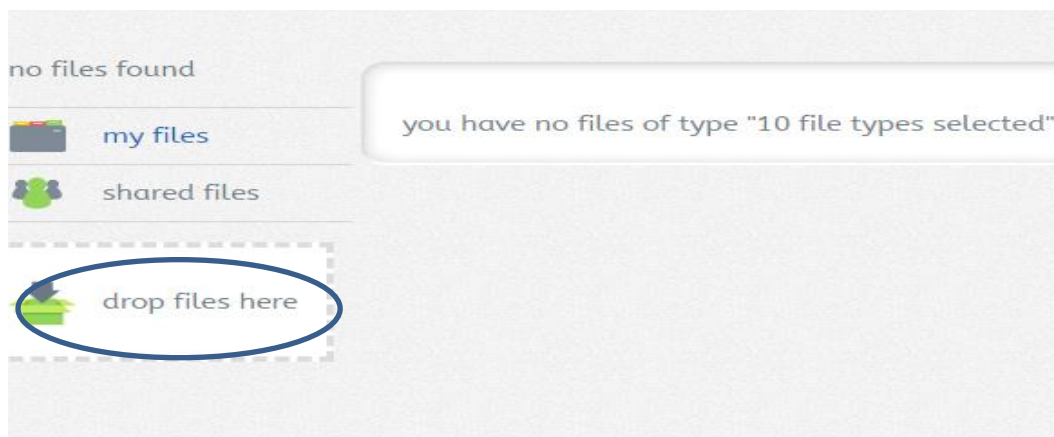 no files found
my files
shared files
drop files here
you have no files of type "10 file types selected"